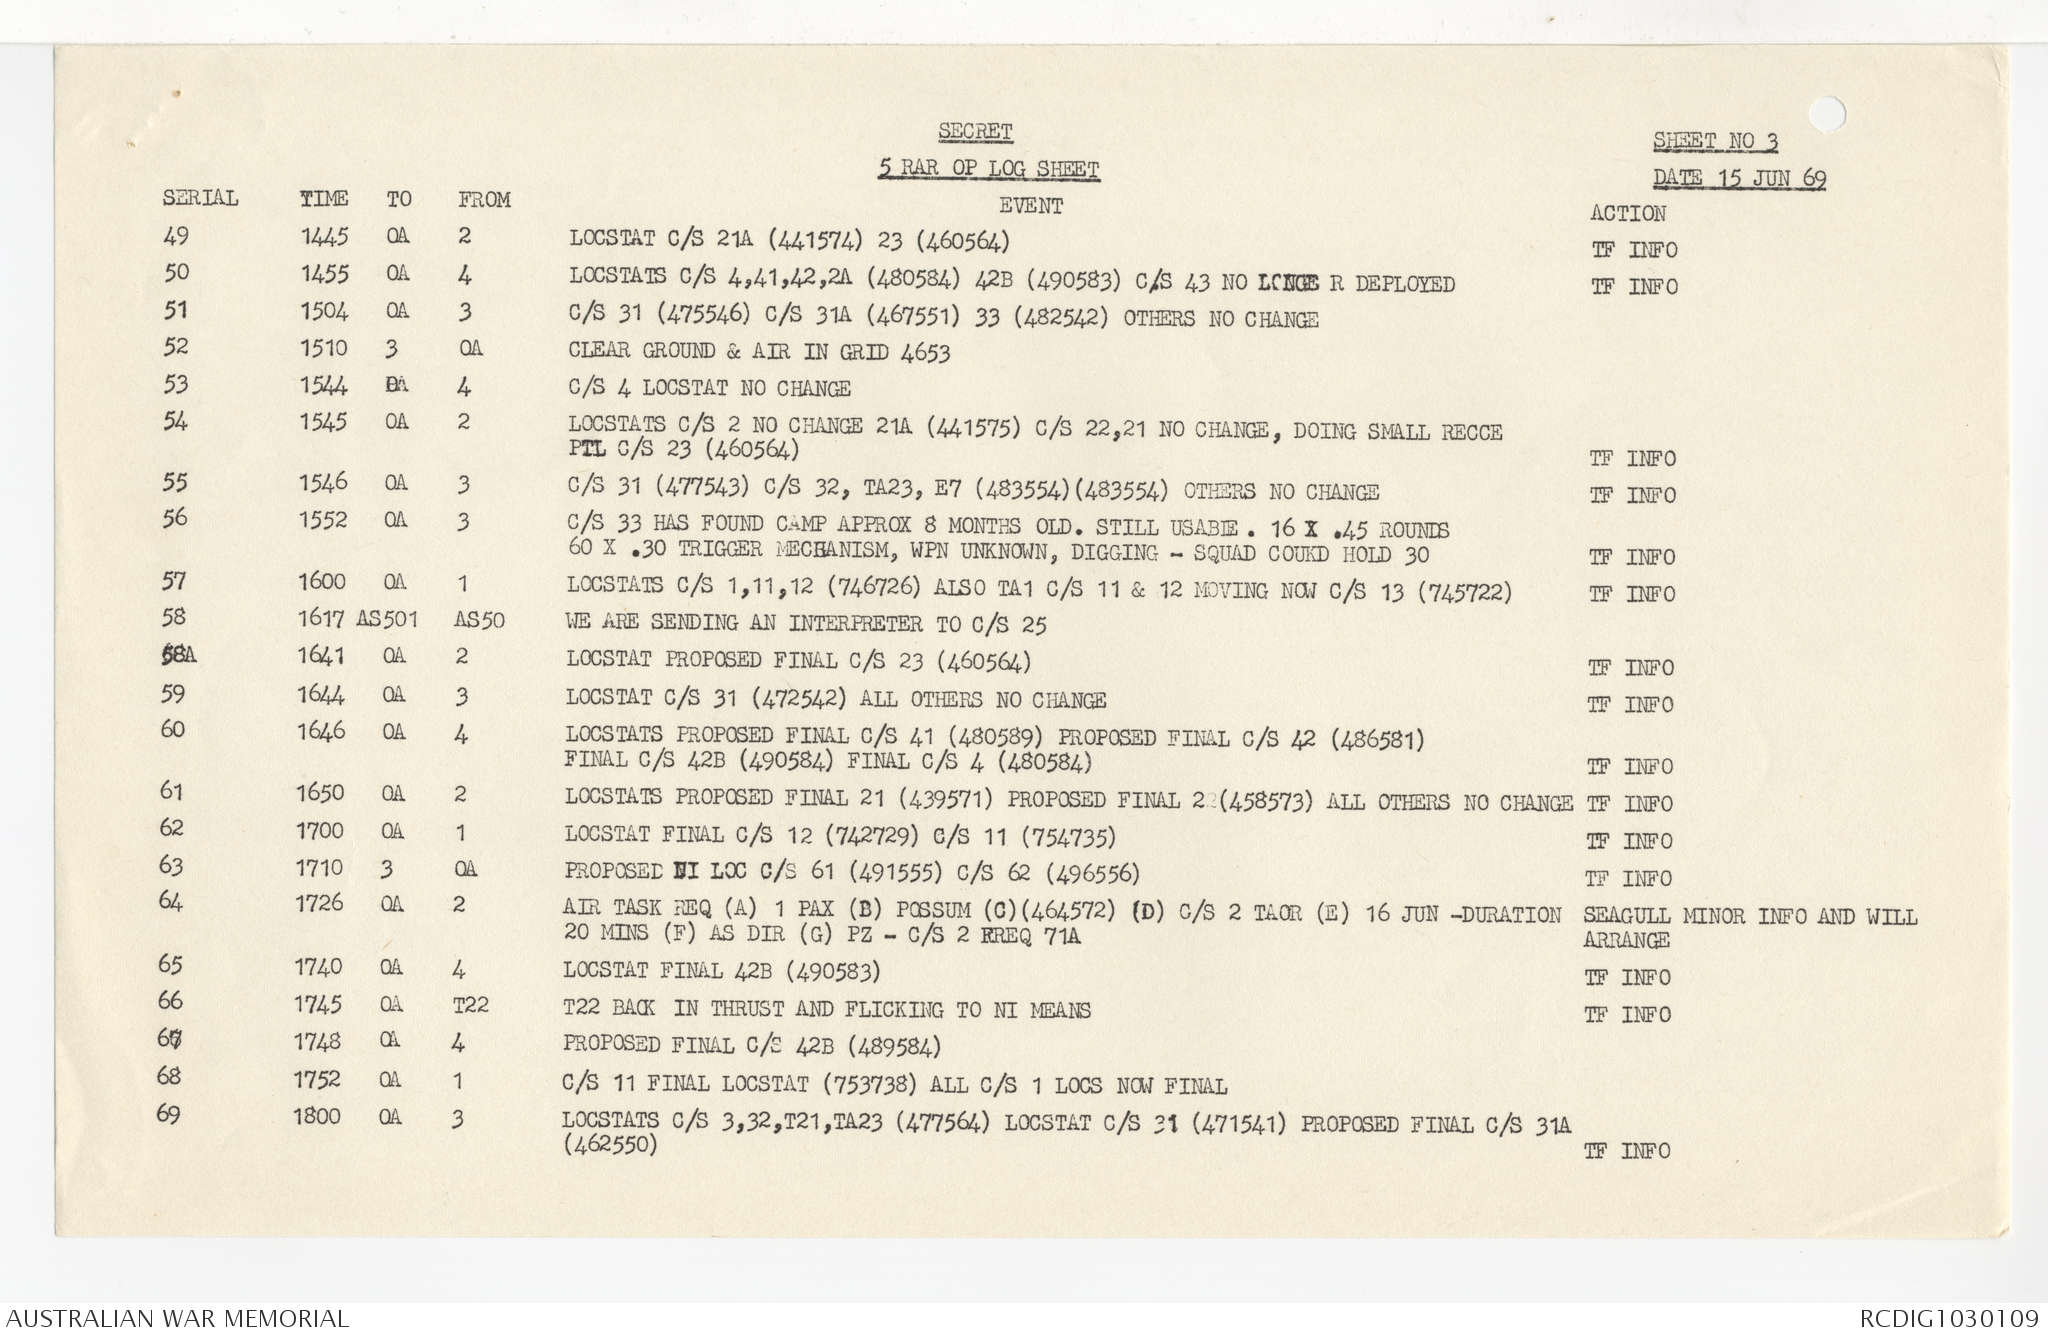 SECRET
5 RAR OP LOG SHEET
SHEET NO 3
DATE 15 JUN 69
SERIAL TIME TO FROM EVENT ACTION
49 1445 OA 2 LOCSTAT C/S 21A (441574) 23 (460564) TF INFO
50 1455 OA 4 LOCSTATS C/S 4,41,42,2A (480584) 42B (490583) C/S 43 NO LONGE R DEPLOYED TF INFO
51 1504 OA 3 C/S 31 (475546) C/S 31A (467551) 33 (482542) OTHERS NO CHANGE
52 1510 3 OA CLEAR GROUND & AIR IN GRID 4653
53 1544 OA 4 C/S 4 LOCSTAT NO CHANGE
54 1545 OA 2 LOCSTATS C/S 2 NO CHANGE 21A (441575) C/S 22,21 NO CHANGE, DOING SMALL RECCE
PTL C/S 23 (460564) TF INFO
55 1546 OA 3 C/S 31 (477543) C/S 32, TA23, E7 (483554)(483554) OTHERS NO CHANGE TF INFO
56 1552 OA 3 C/S 33 HAS FOUND CAMP APPROX 8 MONTHS OLD. STILL USABLE. 16 X .45 ROUNDS
60 X .30 TRIGGER MECHANISM, WPN UNKNOWN, DIGGING - SQUAD COUKD HOLD 30 TF INFO
57 1600 OA 1 LOCSTATS C/S 1,11,12 (746726) ALSO TA1 C/S 11 & 12 MOVING NOW C/S 13 (745722) TF INFO
58 1617 AS501 AS50 WE ARE SENDING AN INTERPRETER TO C/S 25
58A 1641 OA 2 LOCSTAT PROPOSED FINAL C/S 23 (460564) TF INFO
59 1644 OA 3 LOCSTAT C/S 31 (472542) ALL OTHERS NO CHANGE TF INFO
60 1646 OA 4 LOCSTATS PROPOSED FINAL C/S 41 (480589) PROPOSED FINAL C/S 42 (486581)
FINAL C/S 42B (490584) FINAL C/S 4 (480584) TF INFO
61 1650 OA 2 LOCSTATS PROPOSED FINAL 21 (439571) PROPOSED FINAL 22(458573) ALL OTHERS NO CHANGE TF INFO
62 1700 OA 1 LOCSTAT FINAL C/S 12 (742729) C/S 11 (754735) TF INFO
63 1710 3 OA PROPOSED NI LOC C/S 61 (491555) C/S 62 (496556) TF INFO
64 1726 OA 2 AIR TASK REQ (A) 1 PAX (B) POSSUM (C)(464572) (D) C/S 2 TAOR (E) 16 JUN -DURATION SEAGULL MINOR INFO AND WILL
20 MINS (F) AS DIR (G) PZ - C/S 2 FREQ 71A ARRANGE
65 1740 OA 4 LOCSTAT FINAL 42B (490583) TF INFO
66 1745 OA T22 T22 BACK IN THRUST AND FLICKING TO NI MEANS TF INFO
67 1748 OA 4 PROPOSED FINAL C/S 42B (489584)
68 1752 OA 1 C/S 11 FINAL LOCSTAT (753738) ALL C/S 1 LOCS NOW FINAL
69 1800 OA 3 LOCSTATS C/S 3,32,T21,TA23 (477564) LOCSTAT C/S 31 (471541) PROPOSED FINAL C/S 31A
(462550) TF INFO
AUSTRALIAN WAR MEMORIAL RCDIG1030109